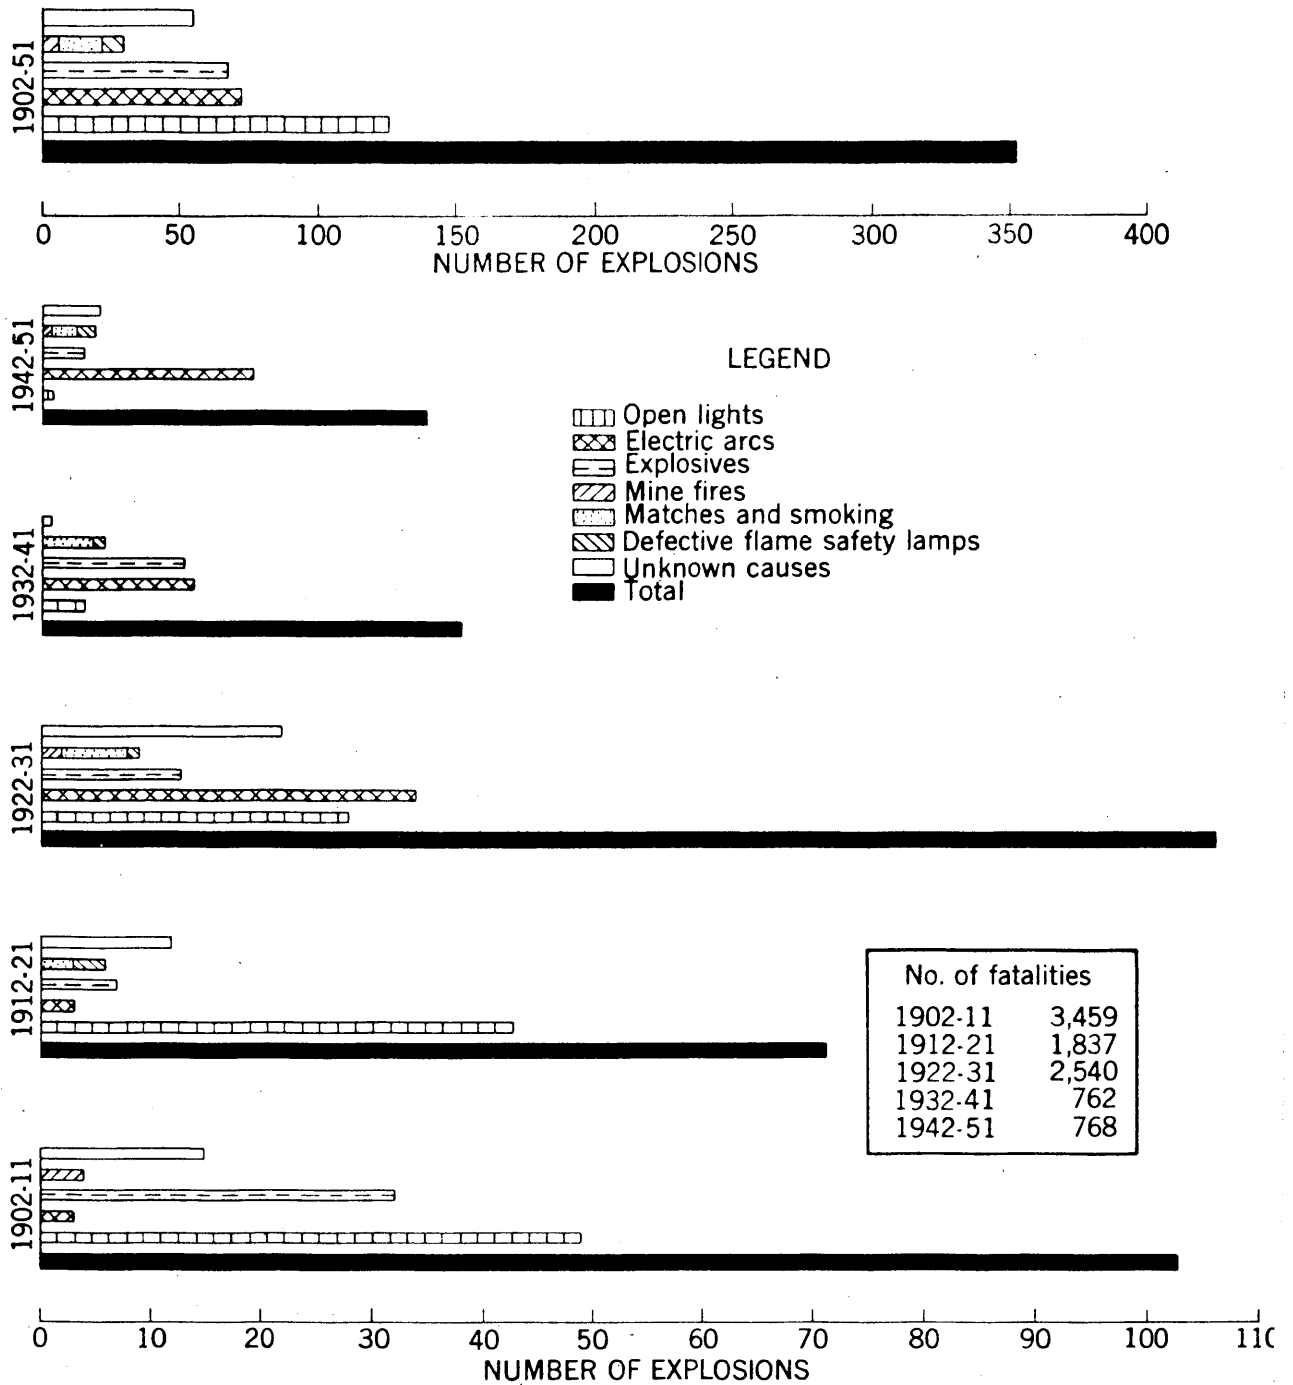 1902-51
0 50 100 150 200 250 300 350 400
NUMBER OF EXPLOSIONS
1942-51
LEGEND
Open lights
Electric arcs
Explosives
Mine fires
Matches and smoking
Defective flame safety lamps
Unknown causes
Total
1932-41
1922-31
1912-21
No. of fatalities
1902-11 3,459
1912-21 1,837
1922-31 2,540
1932-41 762
1942-51 768
1902-11
0 10 20 30 40 50 60 70 80 90 100 110
NUMBER OF EXPLOSIONS